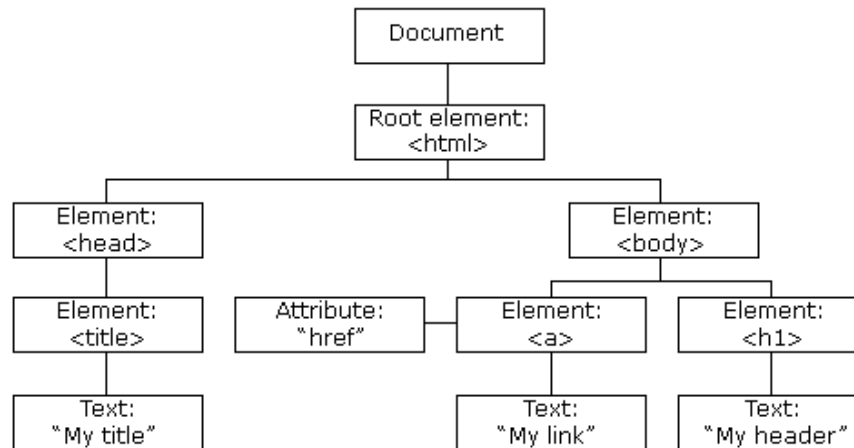 Document
Root element:
<html>
Element:
<head>
Element:
<body>
Element:
<title>
Attribute:
“href”
Element:
<a>
Element:
<h1>
Text:
“My title”
Text:
“My link”
Text:
“My header”